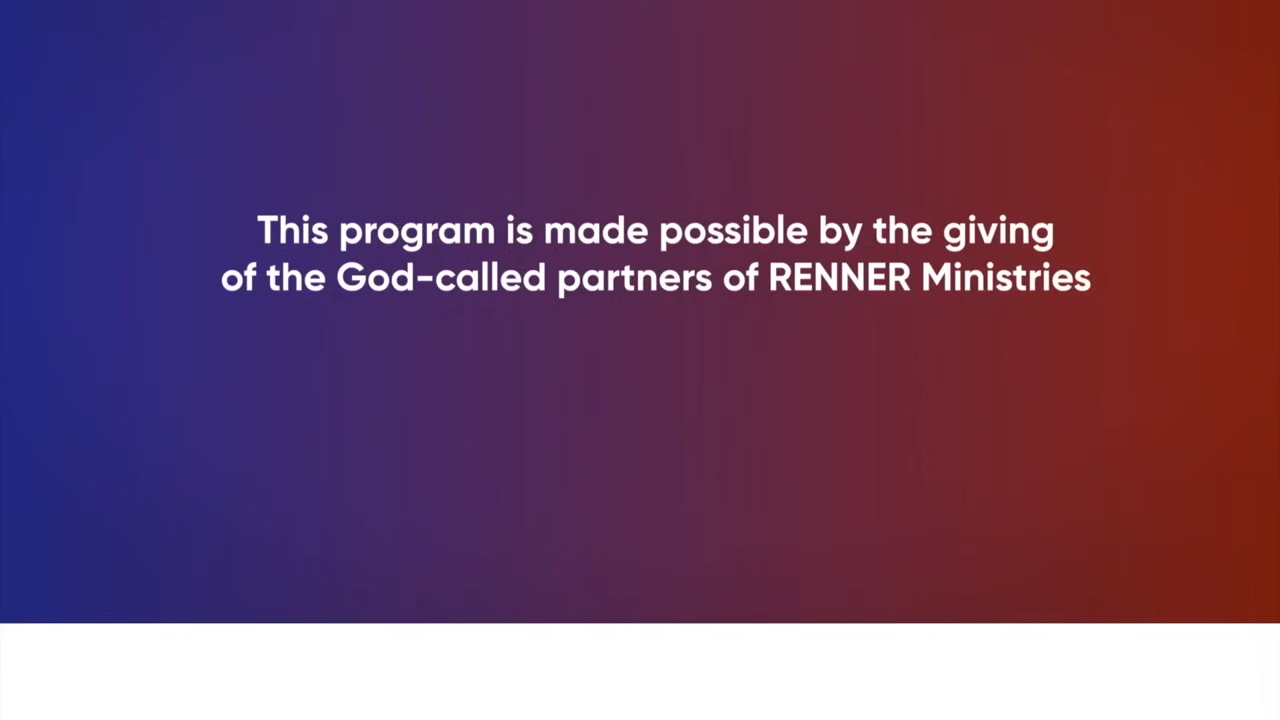 This program is made possible by the giving
of the God-called partners of RENNER Ministries